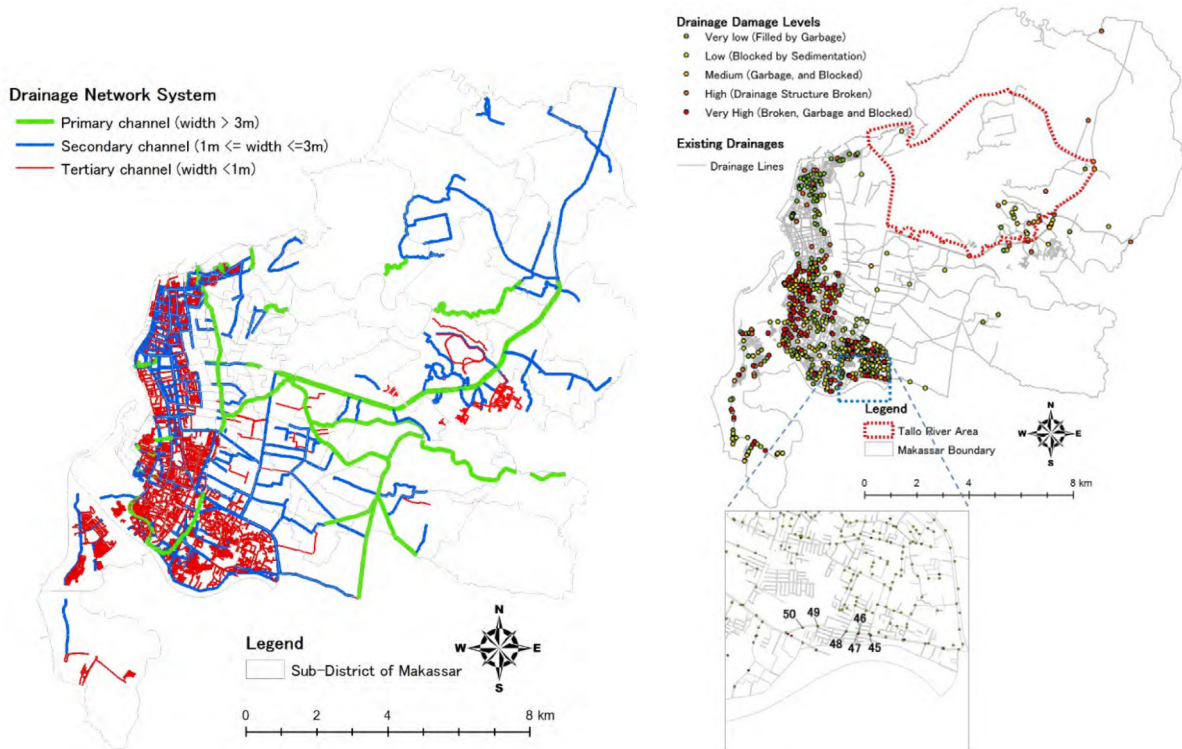 Drainage Network System
Primary channel (width > 3m)
Secondary channel (1m <= width <=3m)
Tertiary channel (width <1m)
N
W E
S
Legend
Sub-District of Makassar
0 2 4 8 km
Drainage Damage Levels
Very low (Filled by Garbage)
Low (Blocked by Sedimentation)
Medium (Garbage, and Blocked)
High (Drainage Structure Broken)
Very High (Broken, Garbage and Blocked)
Existing Drainages
Drainage Lines
Legend
Tallo River Area
Makassar Boundary
N
W E
S
0 2 4 6 8 km
50 49 46
48 47 45